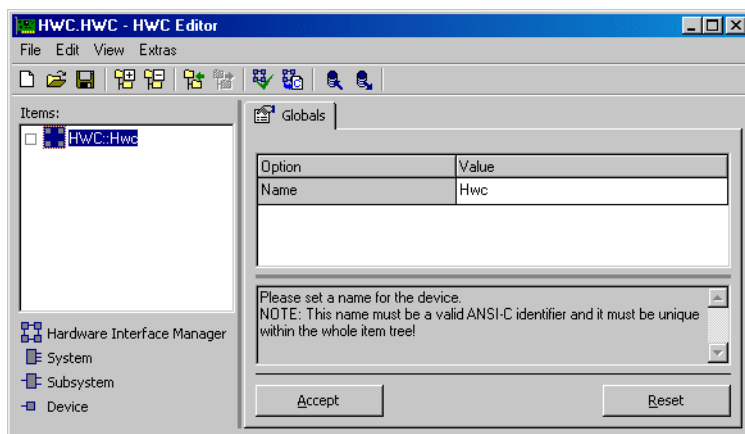 HWC.HWC - HWC Editor
File Edit View Extras
Items:
HWC::Hwc
Hardware Interface Manager
System
Subsystem
Device
Globals
Option Value
Name Hwc
Please set a name for the device.
NOTE: This name must be a valid ANSI-C identifier and it must be unique
within the whole item tree!
Accept Reset